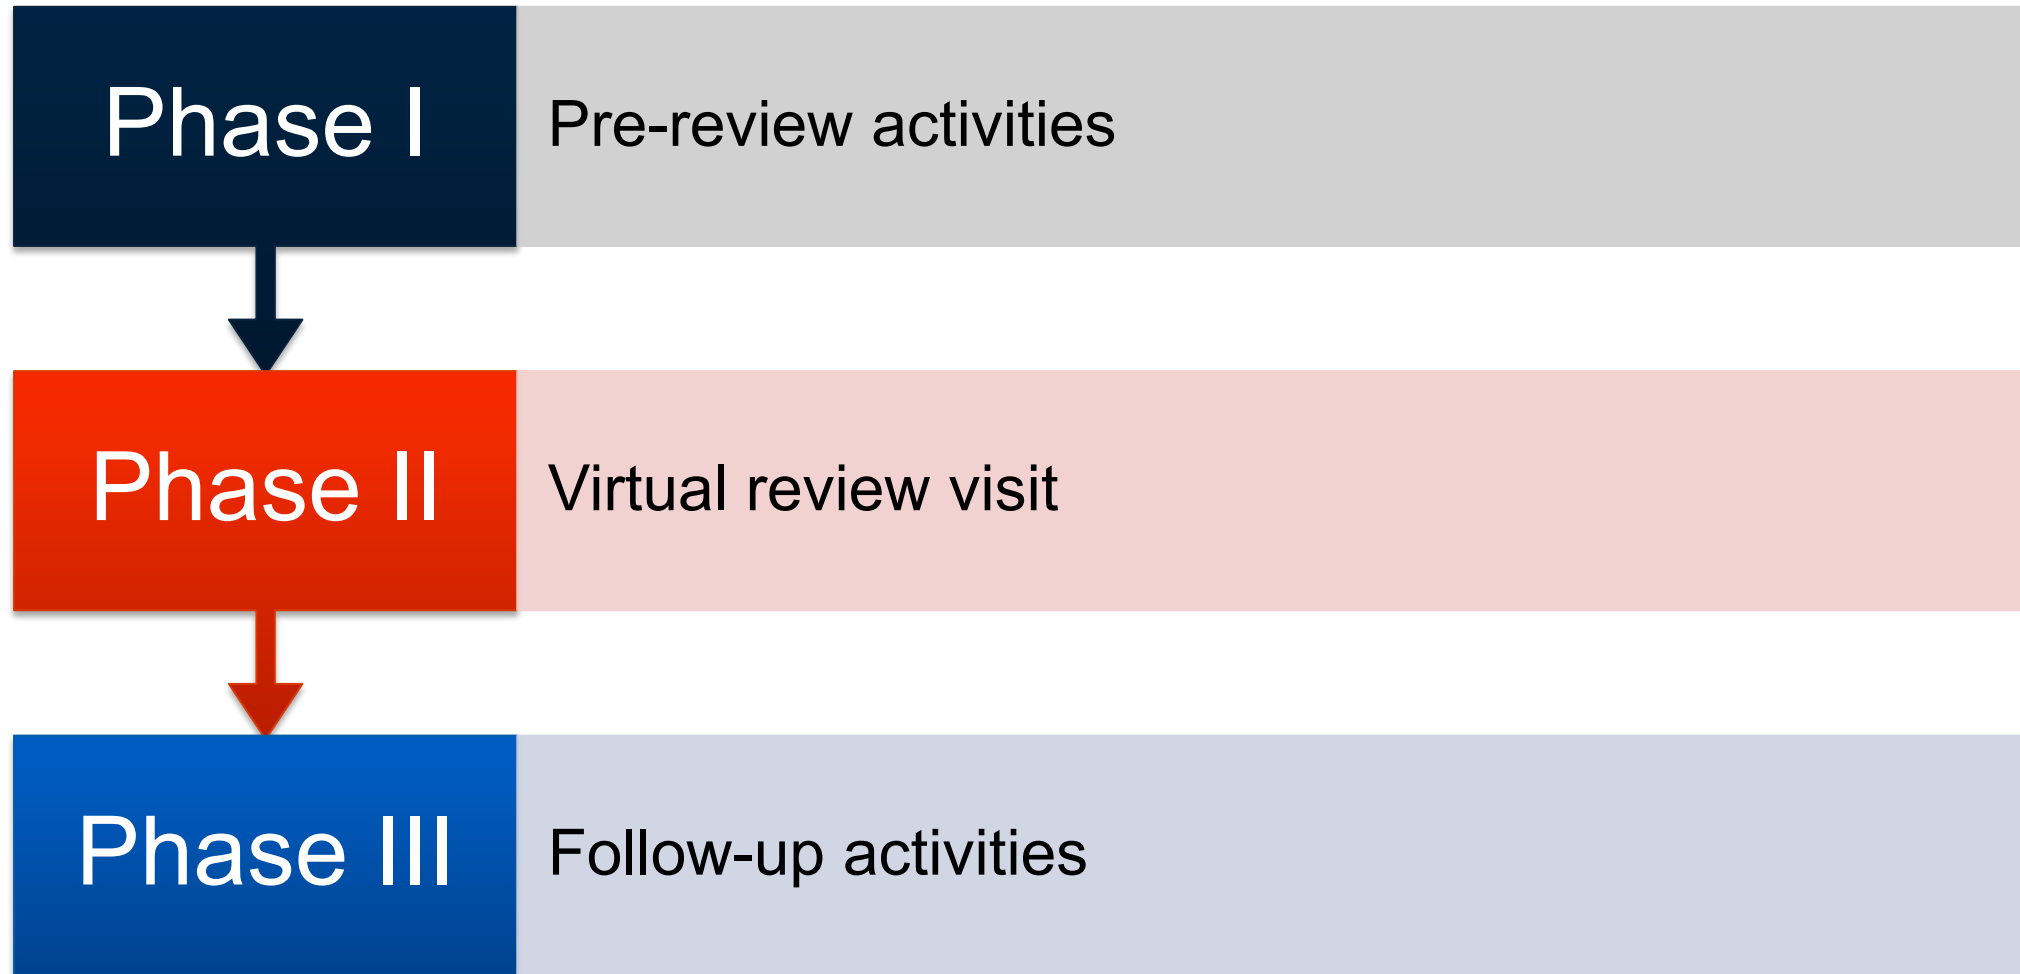 Phase I
Pre-review activities
Phase II
Virtual review visit
Phase III
Follow-up activities